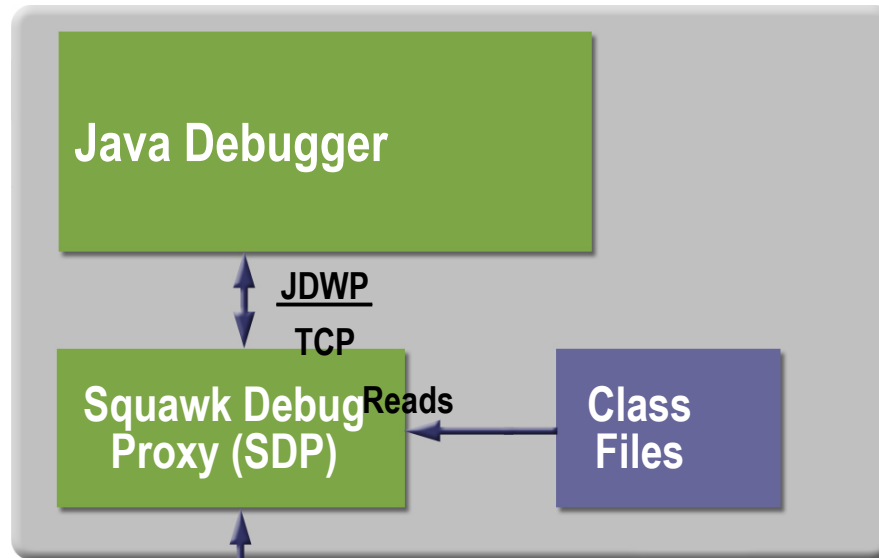 Java Debugger
JDWP
TCP
Reads
Squawk Debug
Proxy (SDP)
Class
Files